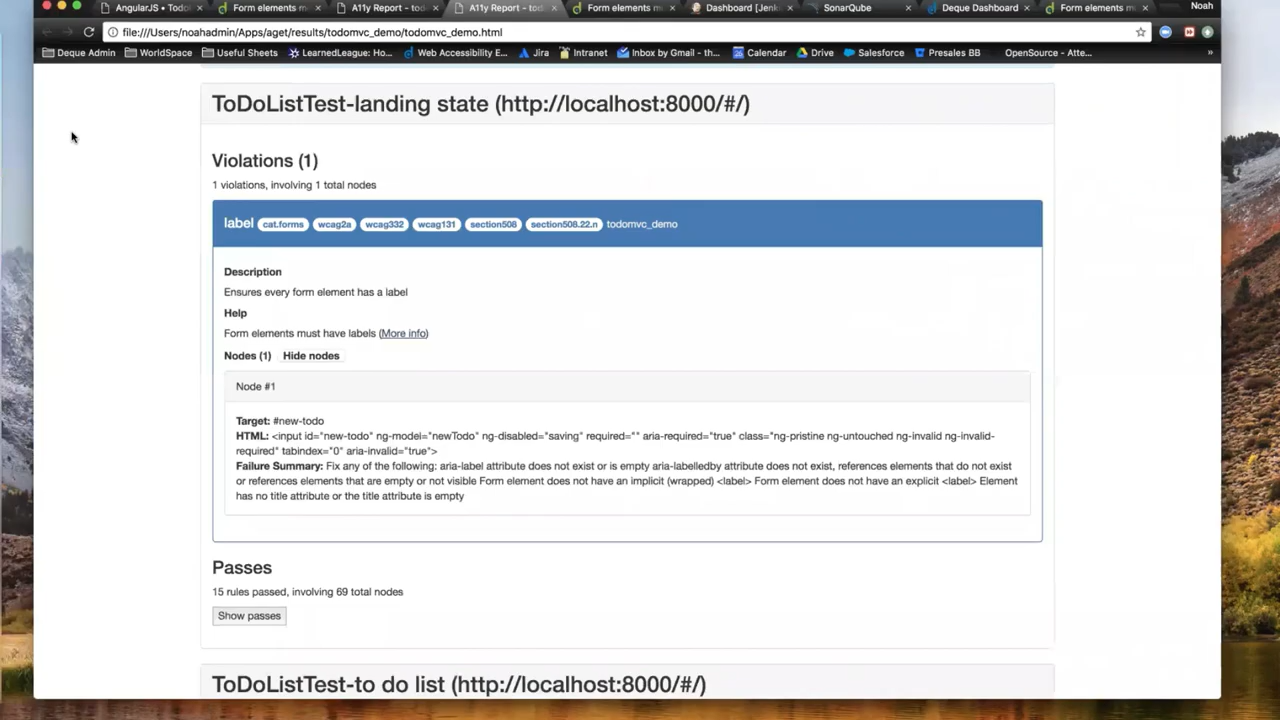 AngularJS • Todo
Form elements m
A11y Report - tod
A11y Report - tod
Form elements m
Dashboard [Jenk
SonarQube
Deque Dashboard
Form elements m
Noah
file:///Users/noahadmin/Apps/aget/results/todomvc_demo/todomvc_demo.html
Deque Admin WorldSpace Useful Sheets LearnedLeague: Ho... Web Accessibility E... Jira Intranet Inbox by Gmail - th... Calendar Drive Salesforce Presales BB OpenSource - Atte... »
ToDoListTest-landing state (http://localhost:8000/#/)
Violations (1)
1 violations, involving 1 total nodes
label cat.forms wcag2a wcag332 wcag131 section508 section508.22.n todomvc_demo
Description
Ensures every form element has a label
Help
Form elements must have labels (More info)
Nodes (1) Hide nodes
Node #1
Target: #new-todo
HTML: <input id="new-todo" ng-model="newTodo" ng-disabled="saving" required="" aria-required="true" class="ng-pristine ng-untouched ng-invalid ng-invalid-
required" tabindex="0" aria-invalid="true">
Failure Summary: Fix any of the following: aria-label attribute does not exist or is empty aria-labelledby attribute does not exist, references elements that do not exist
or references elements that are empty or not visible Form element does not have an implicit (wrapped) <label> Form element does not have an explicit <label> Element
has no title attribute or the title attribute is empty
Passes
15 rules passed, involving 69 total nodes
Show passes
ToDoListTest-to do list (http://localhost:8000/#/)